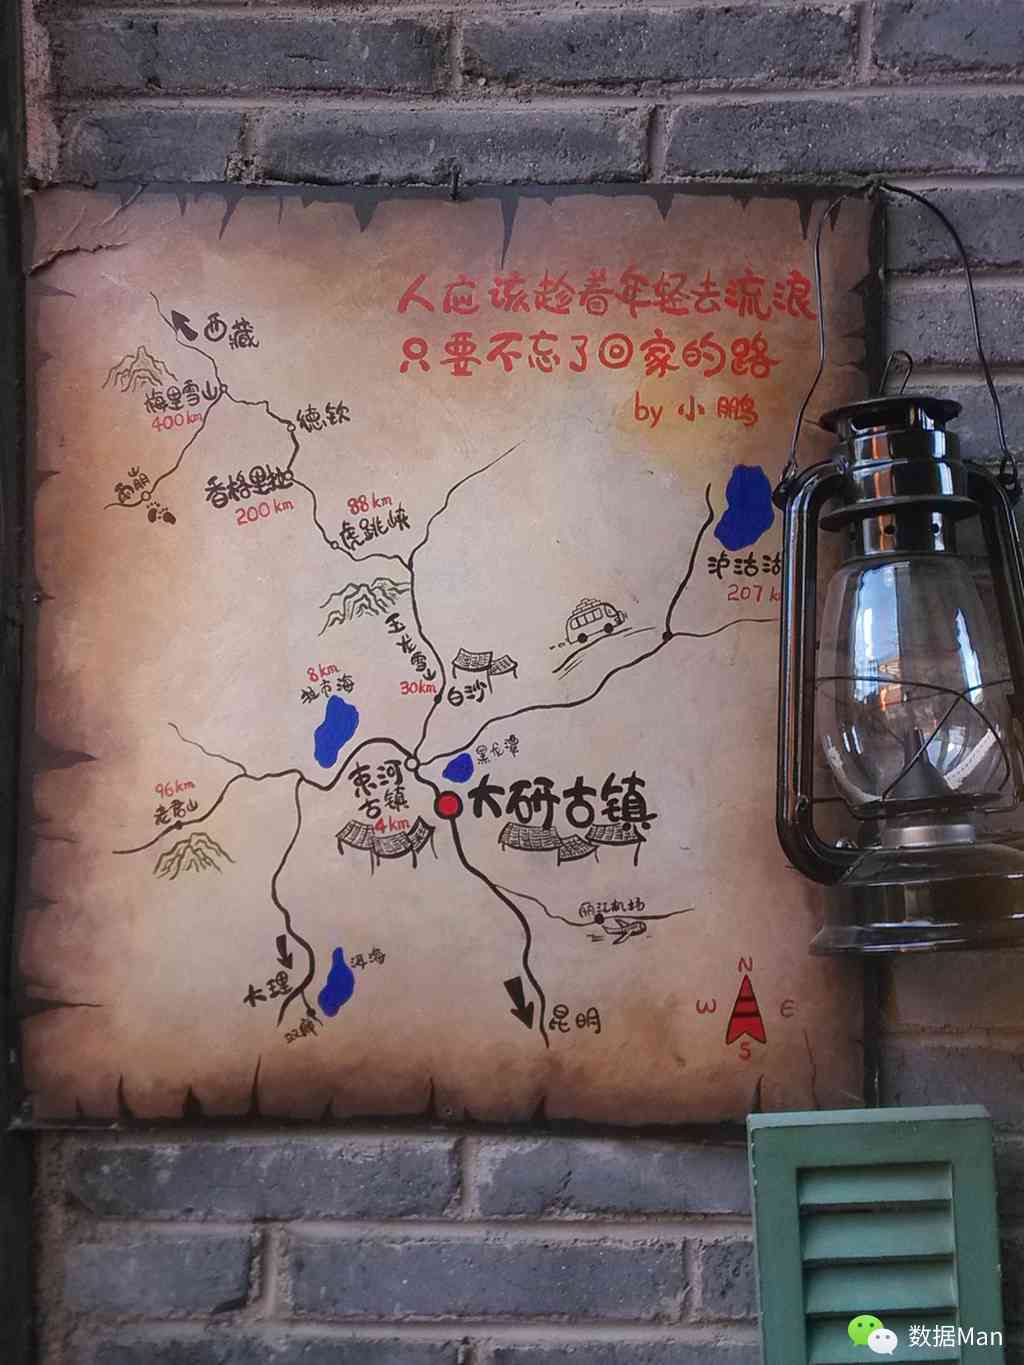 人应该趁着年轻去流浪
只要不忘了回家的路
by 小鹏
西藏
梅里雪山
400km
德钦
雨崩
香格里拉
200km
88km
虎跳峡
泸沽湖
207 k
玉龙雪山
30km
白沙
8km
拉市海
黑龙潭
束河
古镇
4km
大研古镇
96km
老君山
丽江机场
洱海
大理
双廊
昆明
N
W E
S
数据Man